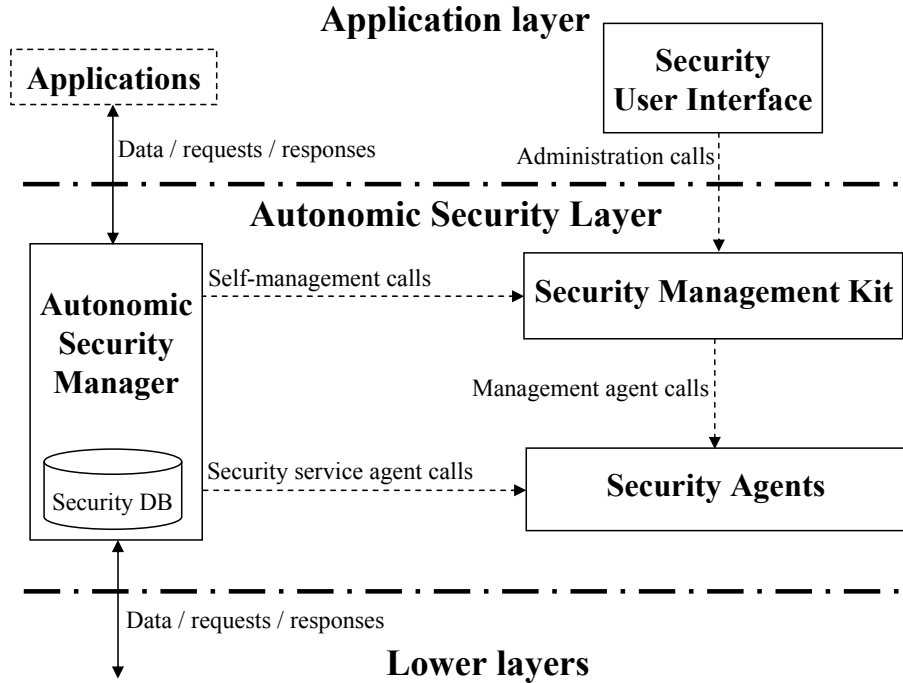 Application layer
Applications
Security
User Interface
Data / requests / responses
Administration calls
Autonomic Security Layer
Self-management calls
Autonomic
Security
Manager
Security Management Kit
Management agent calls
Security service agent calls
Security DB
Security Agents
Data / requests / responses
Lower layers